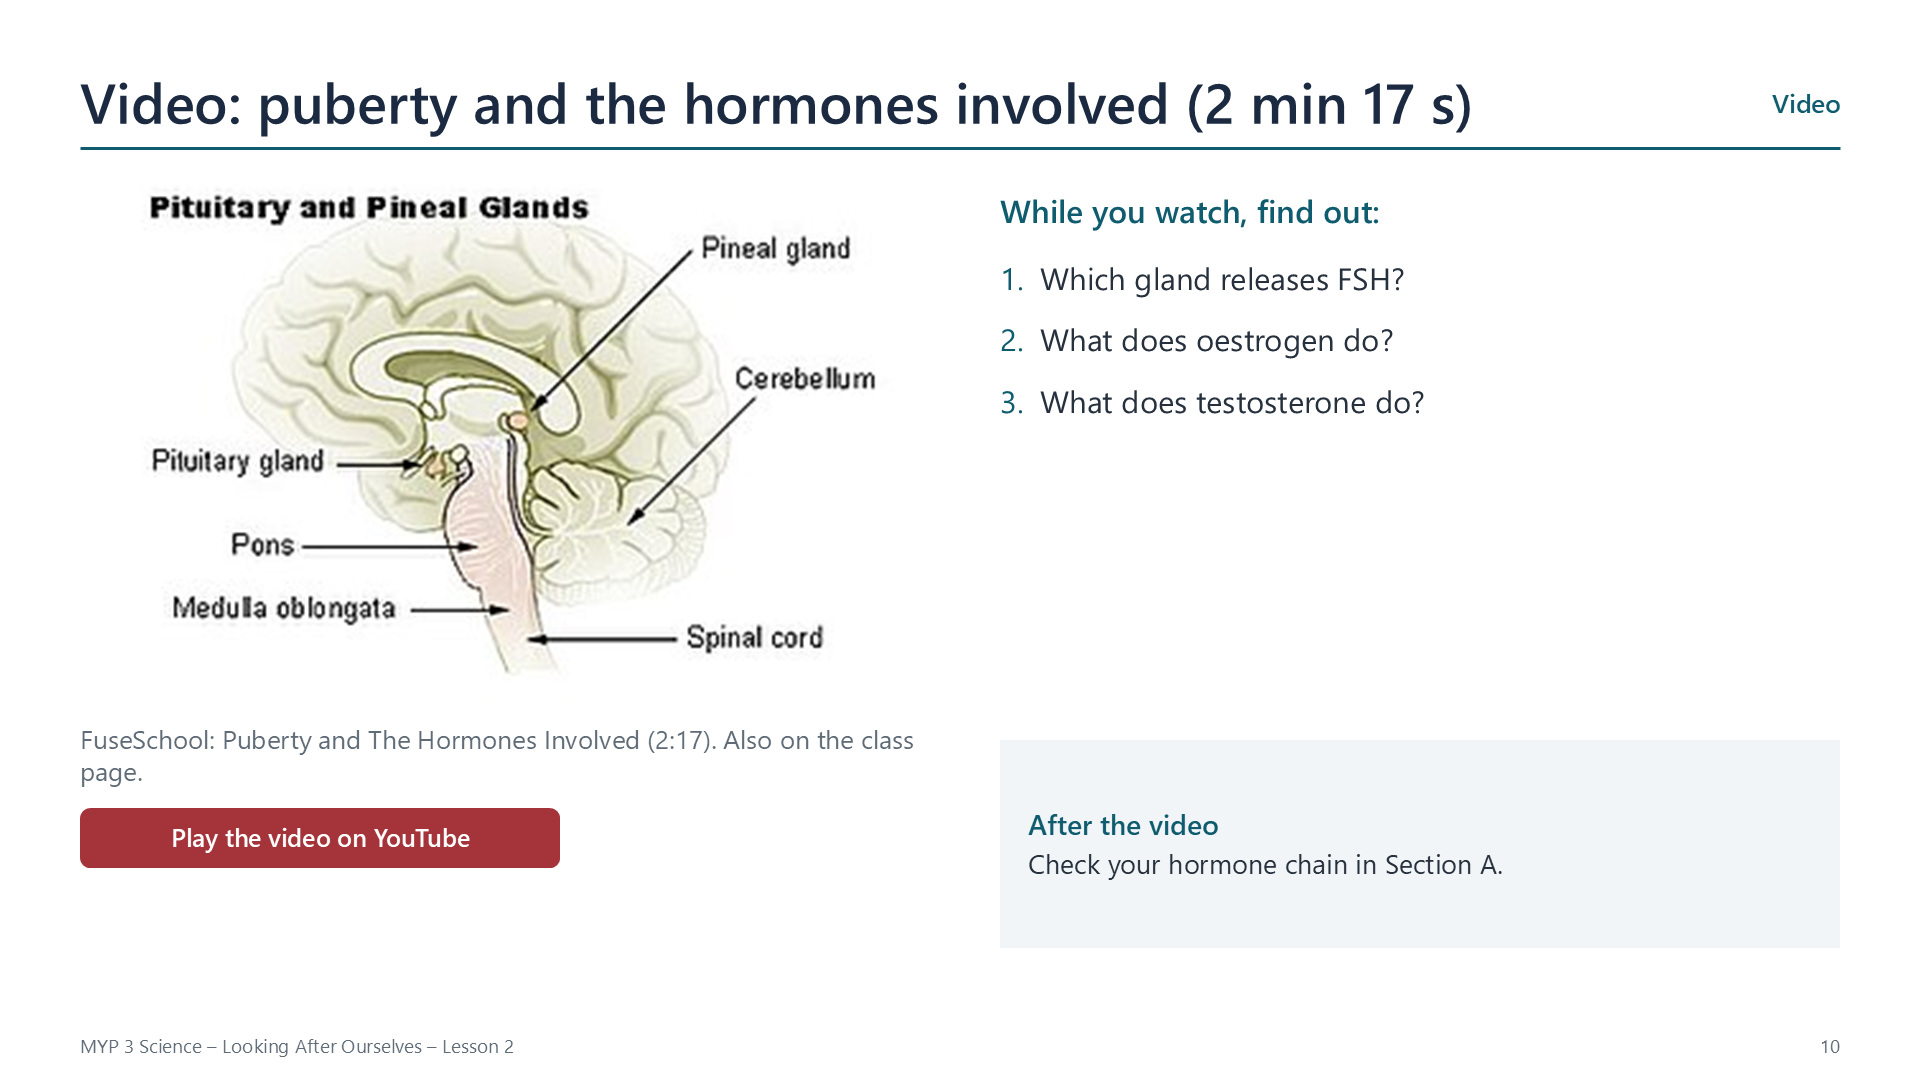 Video: puberty and the hormones involved (2 min 17 s)
Video
Pituitary and Pineal Glands
Pineal gland
Cerebellum
Pituitary gland
Pons
Medulla oblongata
Spinal cord
FuseSchool: Puberty and The Hormones Involved (2:17). Also on the class
page.
Play the video on YouTube
While you watch, find out:
1. Which gland releases FSH?
2. What does oestrogen do?
3. What does testosterone do?
After the video
Check your hormone chain in Section A.
MYP 3 Science – Looking After Ourselves – Lesson 2
10